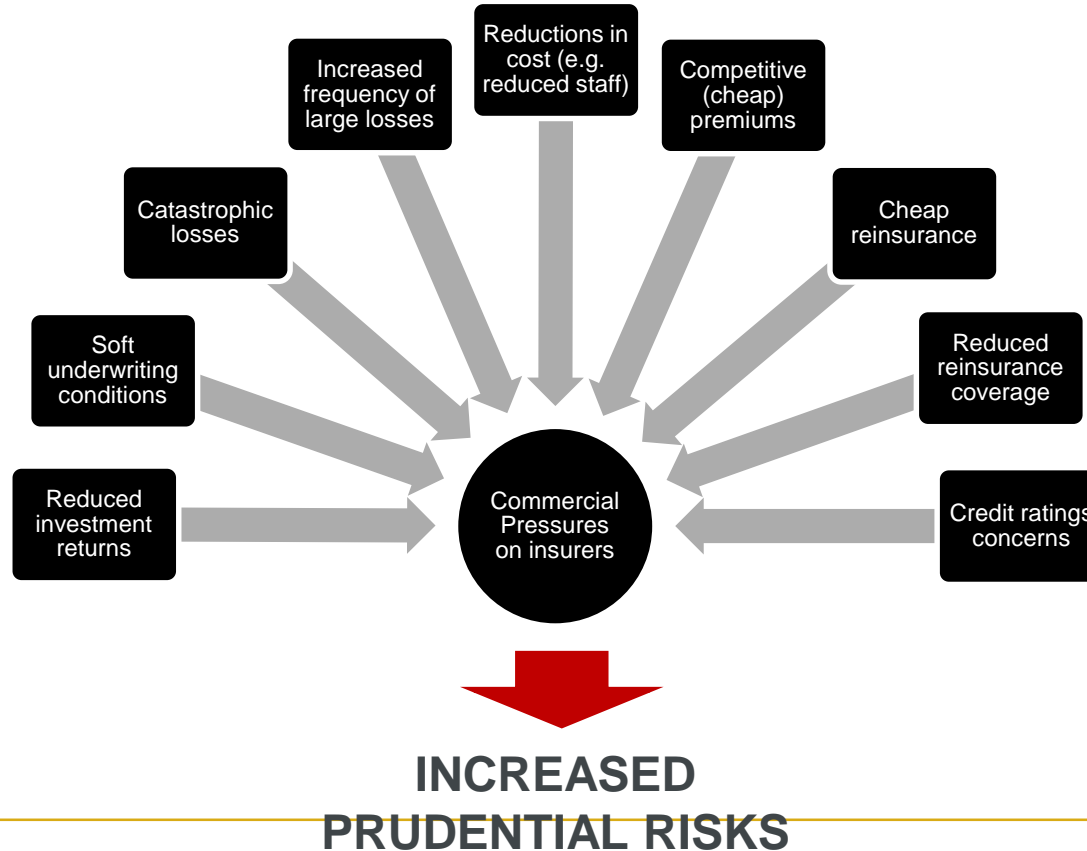 Reductions in
cost (e.g.
reduced staff)
Increased
frequency of
large losses
Competitive
(cheap)
premiums
Catastrophic
losses
Cheap
reinsurance
Soft
underwriting
conditions
Reduced
reinsurance
coverage
Reduced
investment
returns
Commercial
Pressures
on insurers
Credit ratings
concerns
INCREASED
PRUDENTIAL RISKS